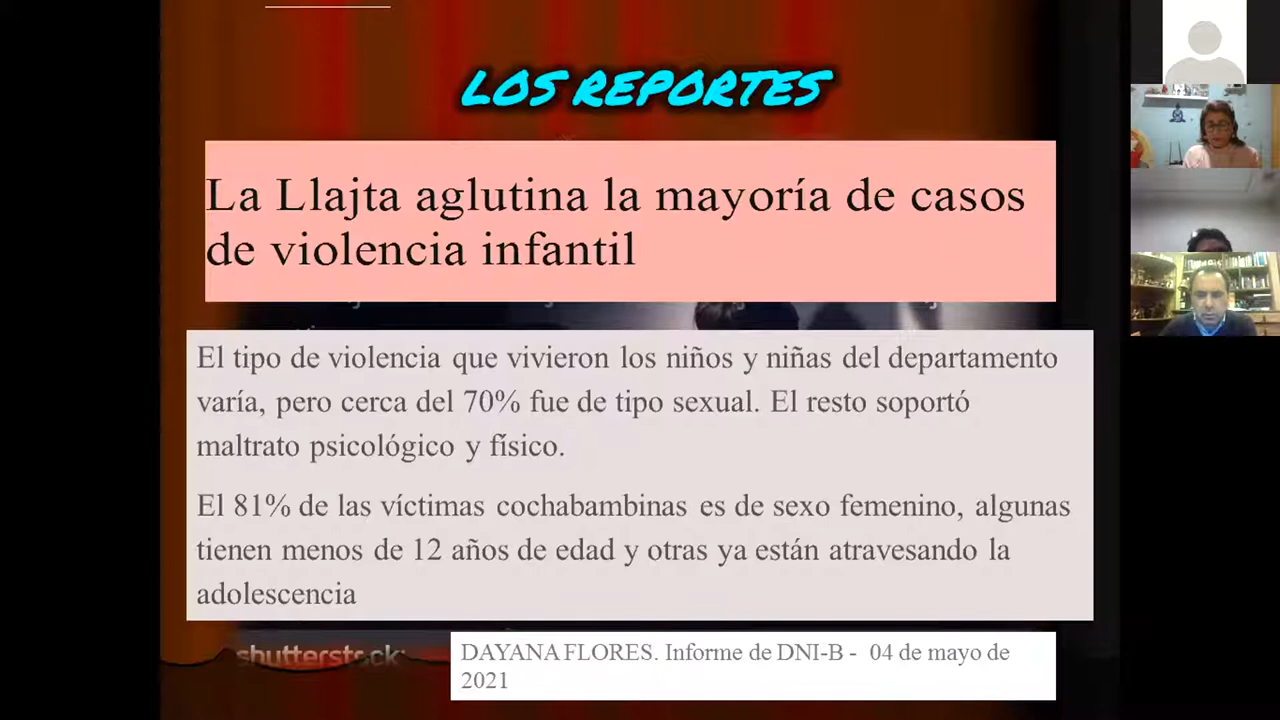 LOS REPORTES
La Llajta aglutina la mayoría de casos
de violencia infantil
El tipo de violencia que vivieron los niños y niñas del departamento
varía, pero cerca del 70% fue de tipo sexual. El resto soportó
maltrato psicológico y físico.
El 81% de las víctimas cochabambinas es de sexo femenino, algunas
tienen menos de 12 años de edad y otras ya están atravesando la
adolescencia
shutterstock
DAYANA FLORES. Informe de DNI-B - 04 de mayo de
2021